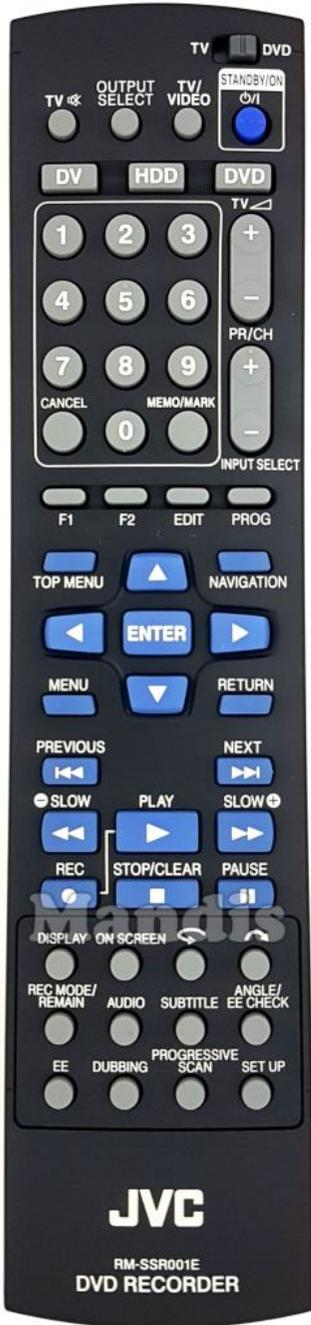 TV DVD
STANDBY/ON
TV OUTPUT SELECT TV/VIDEO ⏻/I
DV HDD DVD
TV
1 2 3 +
4 5 6 −
PR/CH
7 8 9 +
CANCEL MEMO/MARK
0 −
INPUT SELECT
F1 F2 EDIT PROG
TOP MENU NAVIGATION
ENTER
MENU RETURN
PREVIOUS NEXT
SLOW PLAY SLOW
REC STOP/CLEAR PAUSE
Mandis
DISPLAY ON SCREEN
REC MODE/REMAIN AUDIO SUBTITLE ANGLE/EE CHECK
EE DUBBING PROGRESSIVE SCAN SET UP
JVC
RM-SSR001E
DVD RECORDER